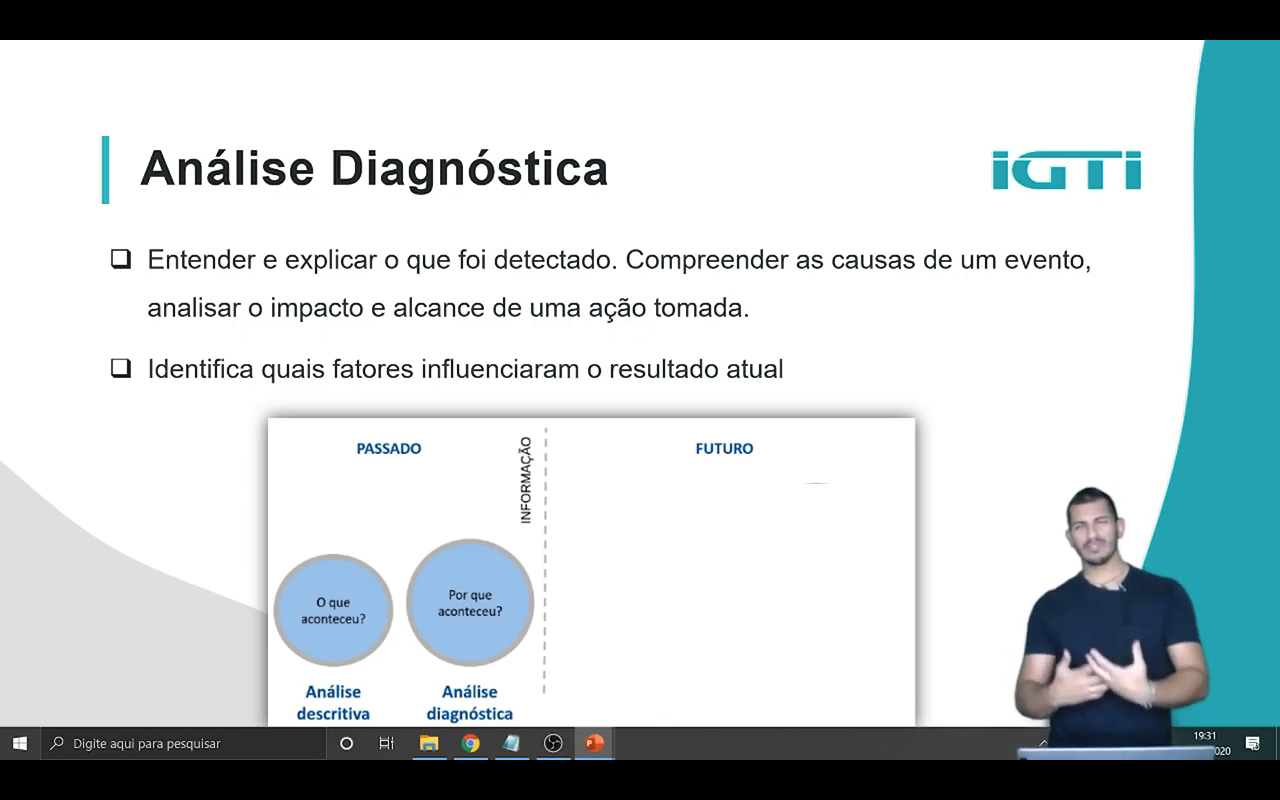 Análise Diagnóstica
iGTi
❑ Entender e explicar o que foi detectado. Compreender as causas de um evento,
analisar o impacto e alcance de uma ação tomada.
❑ Identifica quais fatores influenciaram o resultado atual
PASSADO
INFORMAÇÃO
FUTURO
O que
aconteceu?
Por que
aconteceu?
Análise
descritiva
Análise
diagnóstica
Digite aqui para pesquisar
19:31
020